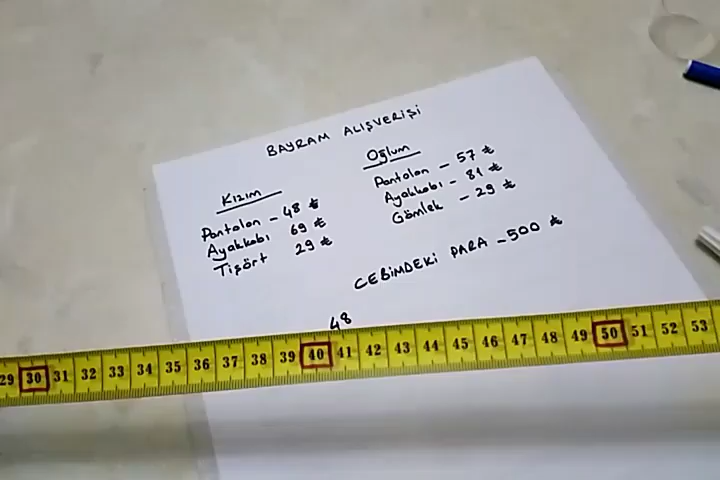 BAYRAM ALIŞVERİŞİ
Kızım
Pantolon - 48 ₺
Ayakkabı 69 ₺
Tişört 29 ₺
Oğlum
Pantolon - 57 ₺
Ayakkabı - 81 ₺
Gömlek - 29 ₺
CEBİMDEKİ PARA - 500 ₺
48
29 30 31 32 33 34 35 36 37 38 39 40 41 42 43 44 45 46 47 48 49 50 51 52 53